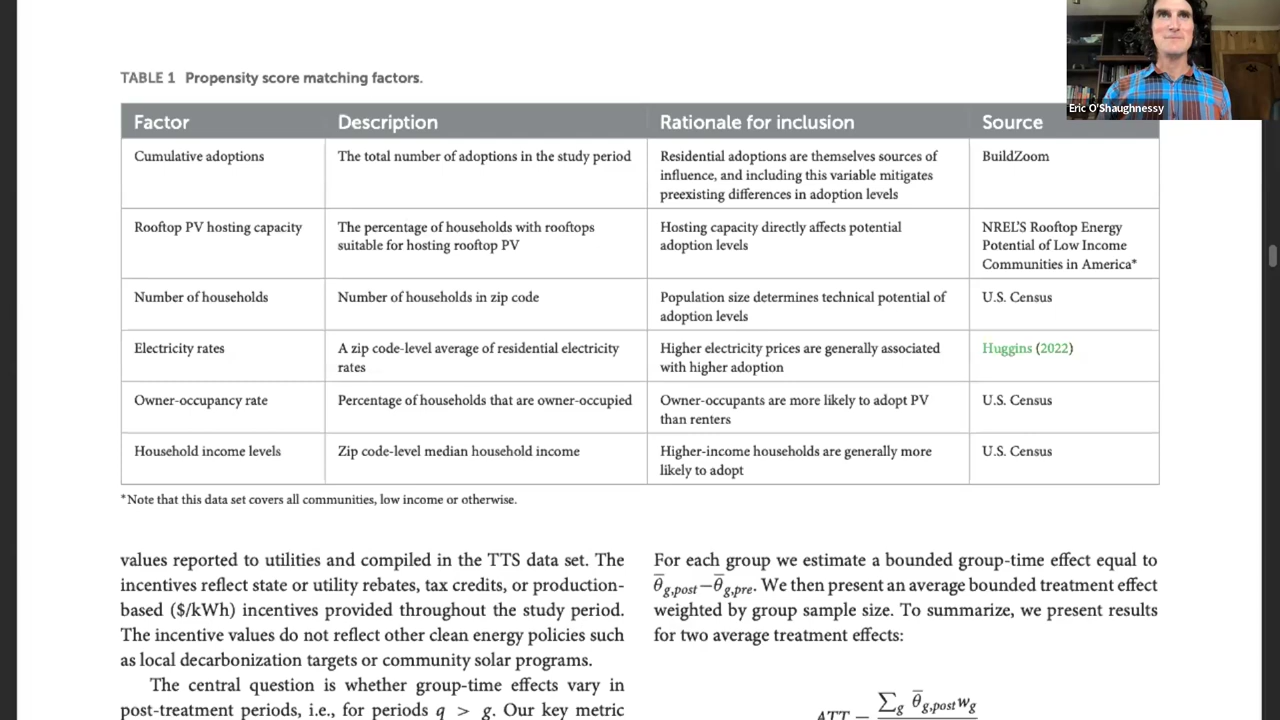 Eric O'Shaughnessy
TABLE 1 Propensity score matching factors.
Factor Description Rationale for inclusion Source
Cumulative adoptions The total number of adoptions in the study period Residential adoptions are themselves sources of BuildZoom
influence, and including this variable mitigates
preexisting differences in adoption levels
Rooftop PV hosting capacity The percentage of households with rooftops Hosting capacity directly affects potential NREL'S Rooftop Energy
suitable for hosting rooftop PV adoption levels Potential of Low Income
Communities in America*
Number of households Number of households in zip code Population size determines technical potential of U.S. Census
adoption levels
Electricity rates A zip code-level average of residential electricity Higher electricity prices are generally associated Huggins (2022)
rates with higher adoption
Owner-occupancy rate Percentage of households that are owner-occupied Owner-occupants are more likely to adopt PV U.S. Census
than renters
Household income levels Zip code-level median household income Higher-income households are generally more U.S. Census
likely to adopt
*Note that this data set covers all communities, low income or otherwise.
values reported to utilities and compiled in the TTS data set. The
incentives reflect state or utility rebates, tax credits, or production-
based ($/kWh) incentives provided throughout the study period.
The incentive values do not reflect other clean energy policies such
as local decarbonization targets or community solar programs.
The central question is whether group-time effects vary in
post-treatment periods, i.e., for periods q > g. Our key metric
For each group we estimate a bounded group-time effect equal to
θ̅g,post−θ̅g,pre. We then present an average bounded treatment effect
weighted by group sample size. To summarize, we present results
for two average treatment effects:
ATT = ∑g θ̅g,post wg